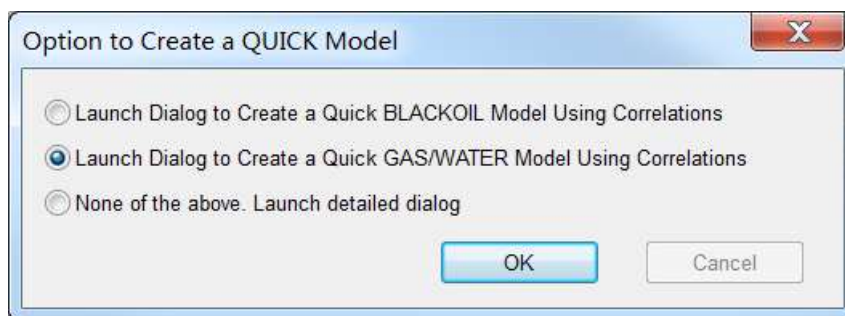 Option to Create a QUICK Model
Launch Dialog to Create a Quick BLACKOIL Model Using Correlations
Launch Dialog to Create a Quick GAS/WATER Model Using Correlations
None of the above. Launch detailed dialog
OK Cancel